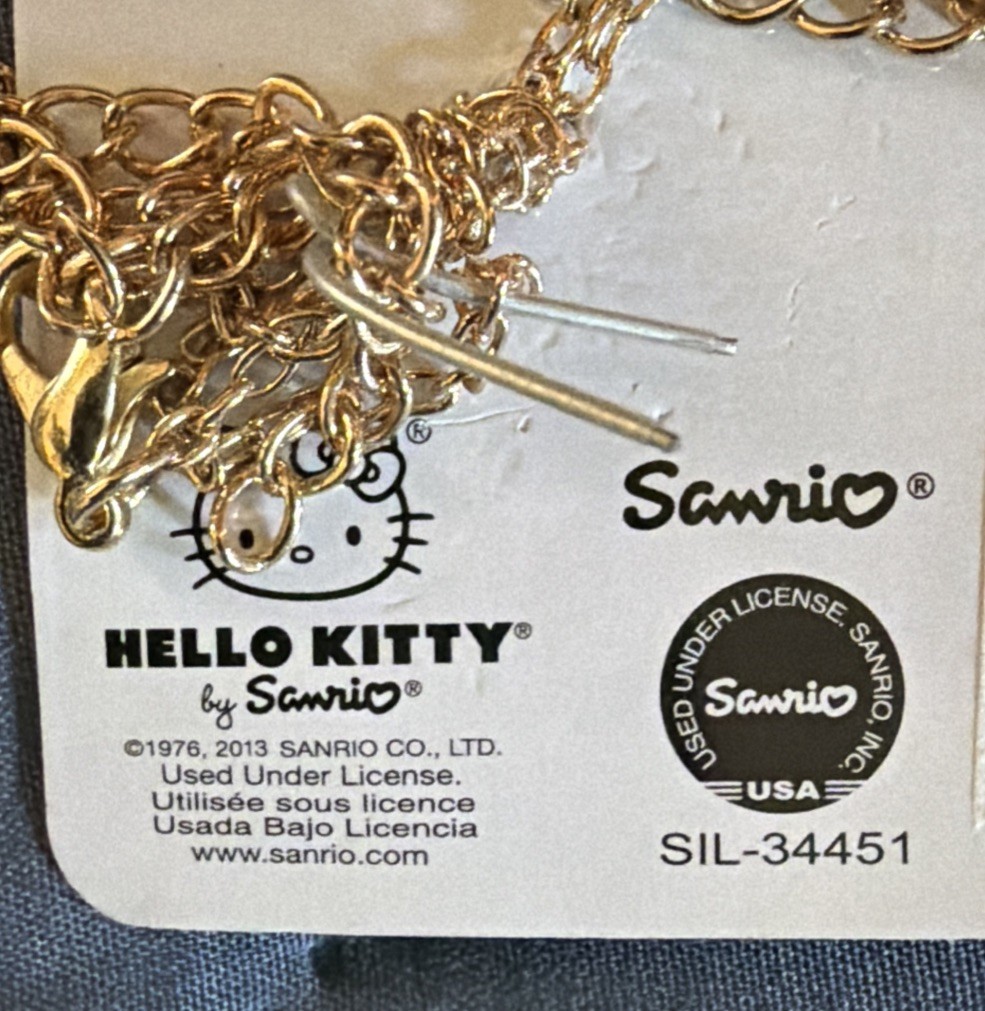 ®
Sanrio®
HELLO KITTY®
by Sanrio®
©1976, 2013 SANRIO CO., LTD.
Used Under License.
Utilisée sous licence
Usada Bajo Licencia
www.sanrio.com
USED UNDER LICENSE. SANRIO, INC.
Sanrio
USA
SIL-34451